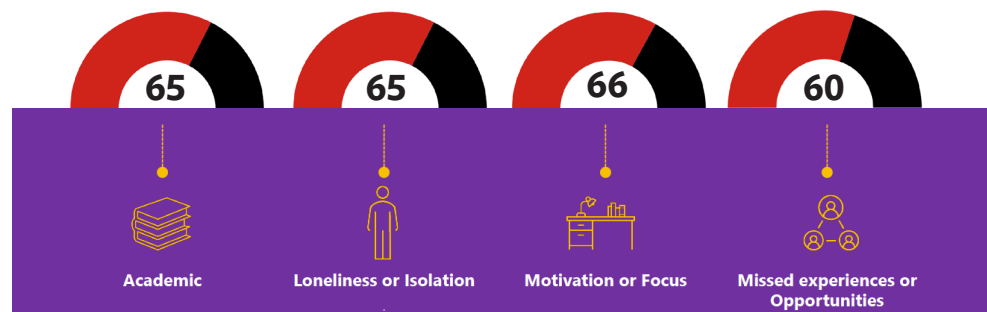 65
65
66
60
Academic
Loneliness or Isolation
Motivation or Focus
Missed experiences or
Opportunities